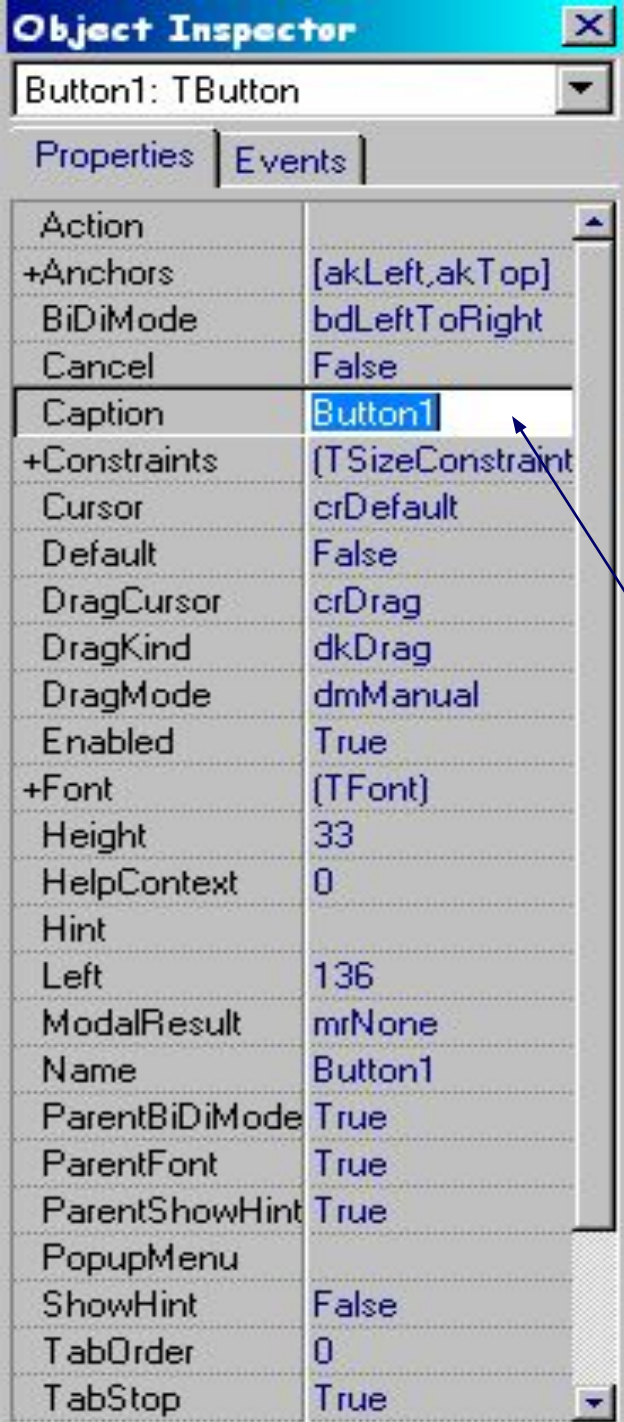 Object Inspector
Button1: TButton
Properties Events
Action
+Anchors [akLeft,akTop]
BiDiMode bdLeftToRight
Cancel False
Caption Button1
+Constraints (TSizeConstraint
Cursor crDefault
Default False
DragCursor crDrag
DragKind dkDrag
DragMode dmManual
Enabled True
+Font (TFont)
Height 33
HelpContext 0
Hint
Left 136
ModalResult mrNone
Name Button1
ParentBiDiMode True
ParentFont True
ParentShowHint True
PopupMenu
ShowHint False
TabOrder 0
TabStop True